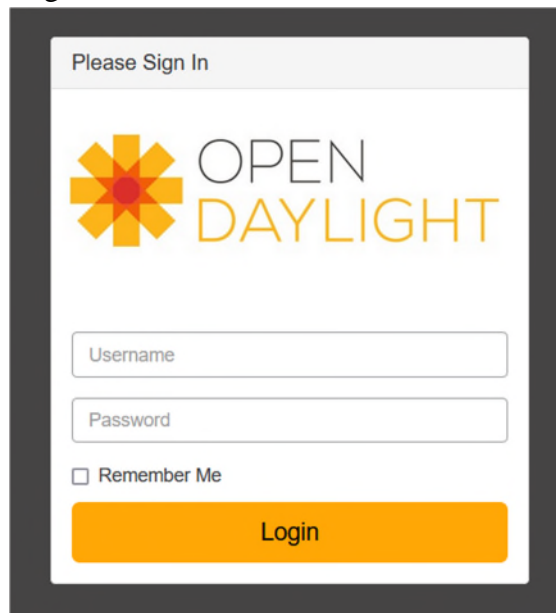 Please Sign In
OPEN
DAYLIGHT
Username
Password
Remember Me
Login